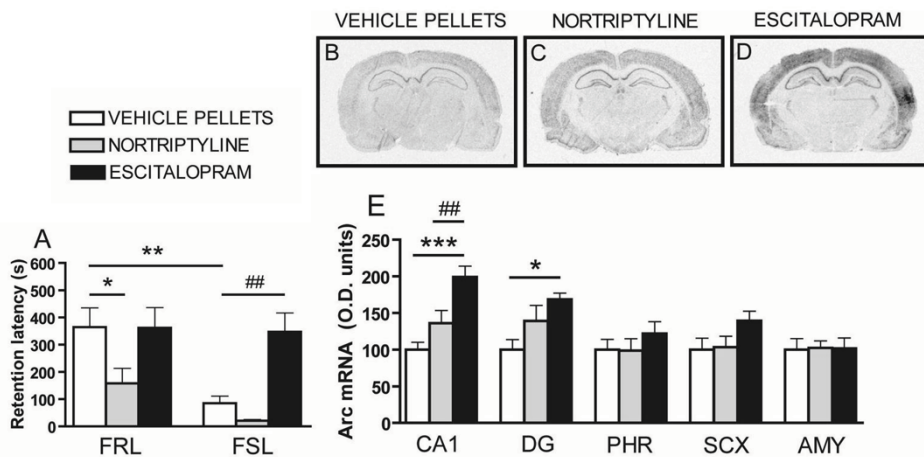 VEHICLE PELLETS NORTRIPTYLINE ESCITALOPRAM
B C D
VEHICLE PELLETS
NORTRIPTYLINE
ESCITALOPRAM
A
Retention latency (s)
600
500
400
300
200
100
0
**
*
##
FRL FSL
E
Arc mRNA (O.D. units)
250
200
150
100
50
0
##
***
*
CA1 DG PHR SCX AMY